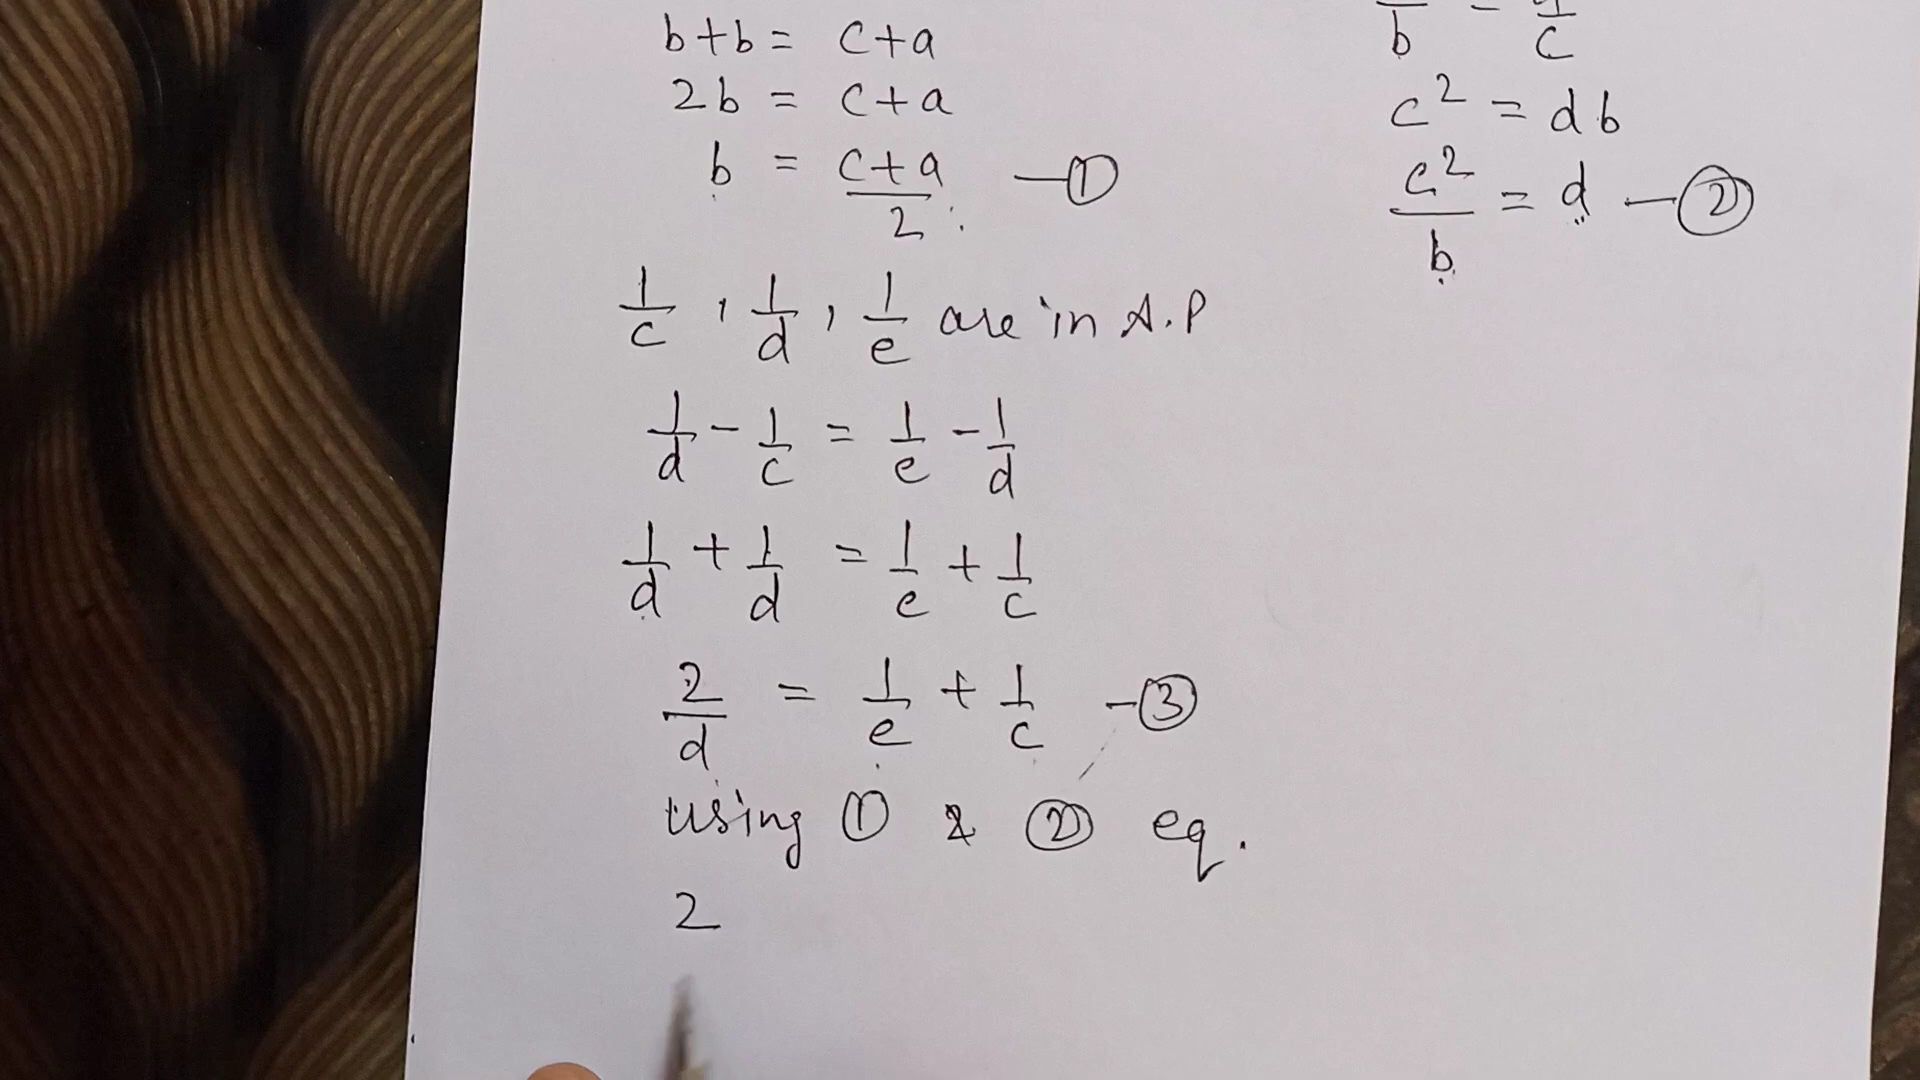 b+b = c+a
2b = c+a
b = c+a/2. —①
1/c, 1/d, 1/e are in A.P
1/d - 1/c = 1/e - 1/d
1/d + 1/d = 1/e + 1/c
2/d = 1/e + 1/c -③
using ① & ② eq.
2
b = c
c² = db
c²/b = d —②